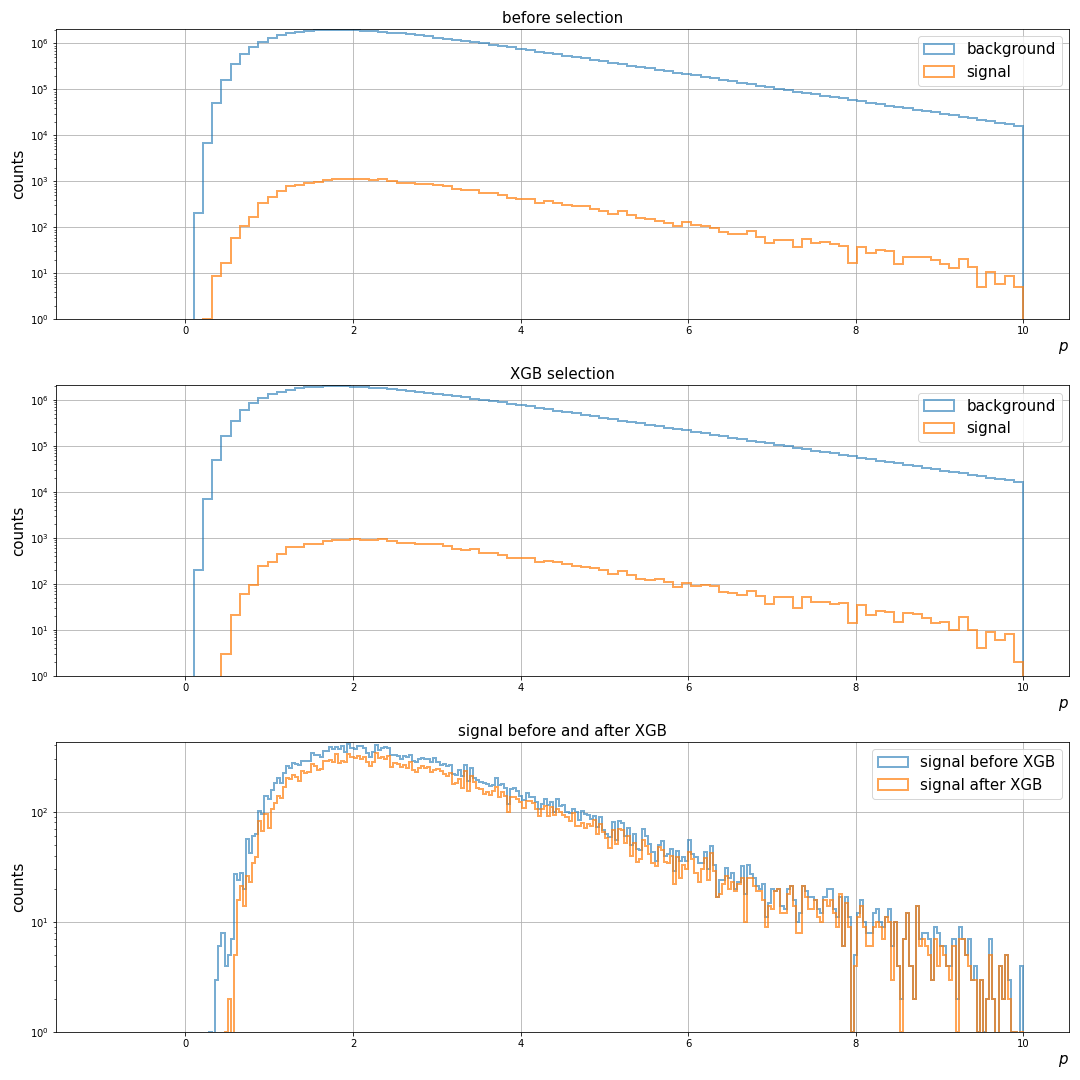 before selection
10⁶
10⁵
10⁴
10³
10²
10¹
10⁰
counts
background
signal
0 2 4 6 8 10
p
XGB selection
10⁶
10⁵
10⁴
10³
10²
10¹
10⁰
counts
background
signal
0 2 4 6 8 10
p
signal before and after XGB
10²
10¹
10⁰
counts
signal before XGB
signal after XGB
0 2 4 6 8 10
p